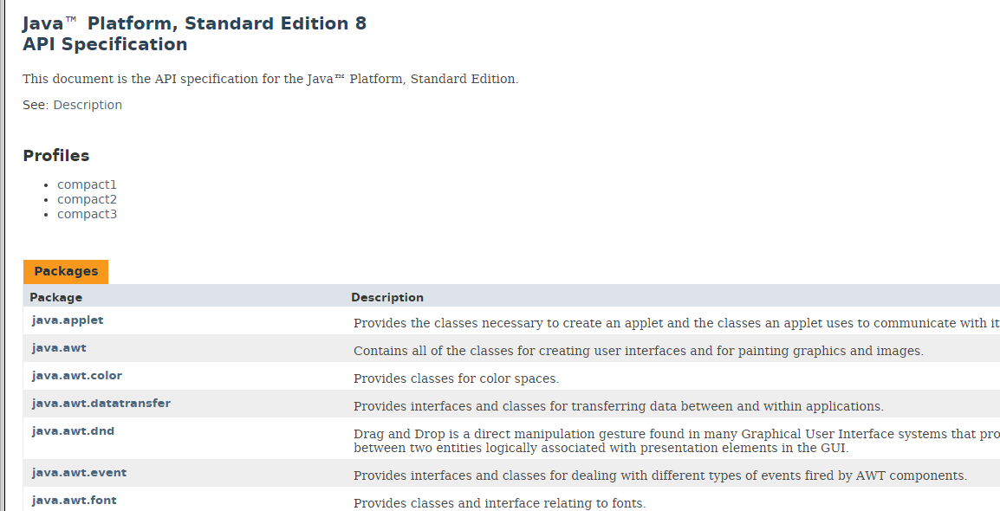 Java™ Platform, Standard Edition 8
API Specification
This document is the API specification for the Java™ Platform, Standard Edition.
See: Description
Profiles
• compact1
• compact2
• compact3
Packages
Package Description
java.applet Provides the classes necessary to create an applet and the classes an applet uses to communicate with it
java.awt Contains all of the classes for creating user interfaces and for painting graphics and images.
java.awt.color Provides classes for color spaces.
java.awt.datatransfer Provides interfaces and classes for transferring data between and within applications.
java.awt.dnd Drag and Drop is a direct manipulation gesture found in many Graphical User Interface systems that pro
between two entities logically associated with presentation elements in the GUI.
java.awt.event Provides interfaces and classes for dealing with different types of events fired by AWT components.
java.awt.font Provides classes and interface relating to fonts.